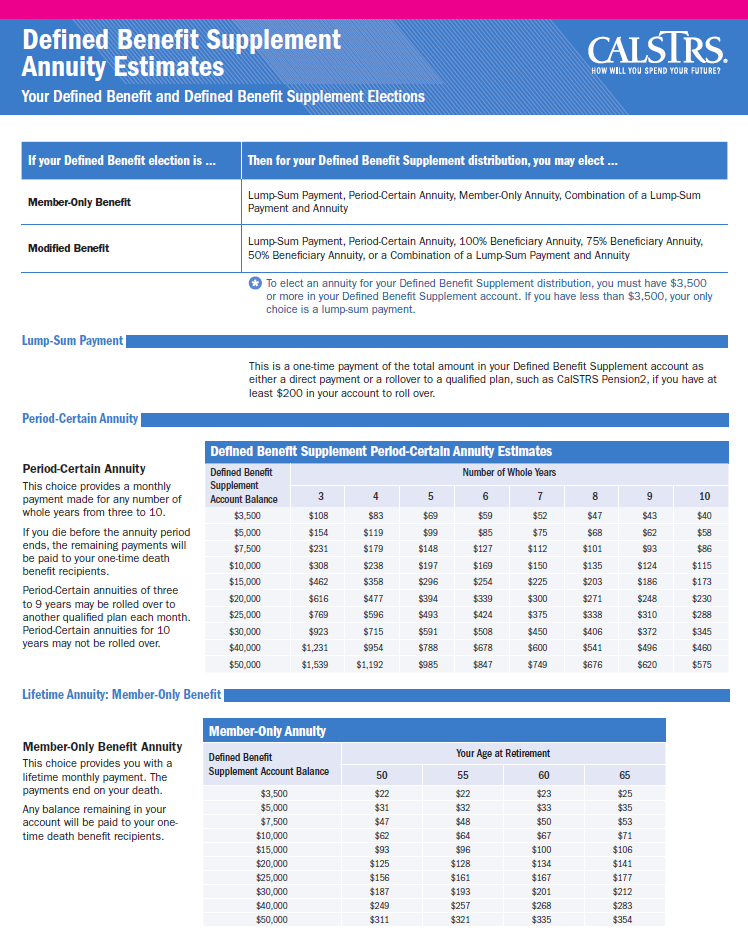 Defined Benefit Supplement
Annuity Estimates
CALSTRS.
HOW WILL YOU SPEND YOUR FUTURE?
Your Defined Benefit and Defined Benefit Supplement Elections
If your Defined Benefit election is ... Then for your Defined Benefit Supplement distribution, you may elect ...
Member-Only Benefit
Lump-Sum Payment, Period-Certain Annuity, Member-Only Annuity, Combination of a Lump-Sum
Payment and Annuity
Modified Benefit
Lump-Sum Payment, Period-Certain Annuity, 100% Beneficiary Annuity, 75% Beneficiary Annuity,
50% Beneficiary Annuity, or a Combination of a Lump-Sum Payment and Annuity
To elect an annuity for your Defined Benefit Supplement distribution, you must have $3,500
or more in your Defined Benefit Supplement account. If you have less than $3,500, your only
choice is a lump-sum payment.
Lump-Sum Payment
This is a one-time payment of the total amount in your Defined Benefit Supplement account as
either a direct payment or a rollover to a qualified plan, such as CalSTRS Pension2, if you have at
least $200 in your account to roll over.
Period-Certain Annuity
Period-Certain Annuity
This choice provides a monthly
payment made for any number of
whole years from three to 10.
If you die before the annuity period
ends, the remaining payments will
be paid to your one-time death
benefit recipients.
Period-Certain annuities of three
to 9 years may be rolled over to
another qualified plan each month.
Period-Certain annuities for 10
years may not be rolled over.
Defined Benefit Supplement Period-Certain Annuity Estimates
Defined Benefit
Supplement
Account Balance
Number of Whole Years
3 4 5 6 7 8 9 10
$3,500 $108 $83 $69 $59 $52 $47 $43 $40
$5,000 $154 $119 $99 $85 $75 $68 $62 $58
$7,500 $231 $179 $148 $127 $112 $101 $93 $86
$10,000 $308 $238 $197 $169 $150 $135 $124 $115
$15,000 $462 $358 $296 $254 $225 $203 $186 $173
$20,000 $616 $477 $394 $339 $300 $271 $248 $230
$25,000 $769 $596 $493 $424 $375 $338 $310 $288
$30,000 $923 $715 $591 $508 $450 $406 $372 $345
$40,000 $1,231 $954 $788 $678 $600 $541 $496 $460
$50,000 $1,539 $1,192 $985 $847 $749 $676 $620 $575
Lifetime Annuity: Member-Only Benefit
Member-Only Benefit Annuity
This choice provides you with a
lifetime monthly payment. The
payments end on your death.
Any balance remaining in your
account will be paid to your one-
time death benefit recipients.
Member-Only Annuity
Defined Benefit
Supplement Account Balance
Your Age at Retirement
50 55 60 65
$3,500 $22 $22 $23 $25
$5,000 $31 $32 $33 $35
$7,500 $47 $48 $50 $53
$10,000 $62 $64 $67 $71
$15,000 $93 $96 $100 $106
$20,000 $125 $128 $134 $141
$25,000 $156 $161 $167 $177
$30,000 $187 $193 $201 $212
$40,000 $249 $257 $268 $283
$50,000 $311 $321 $335 $354